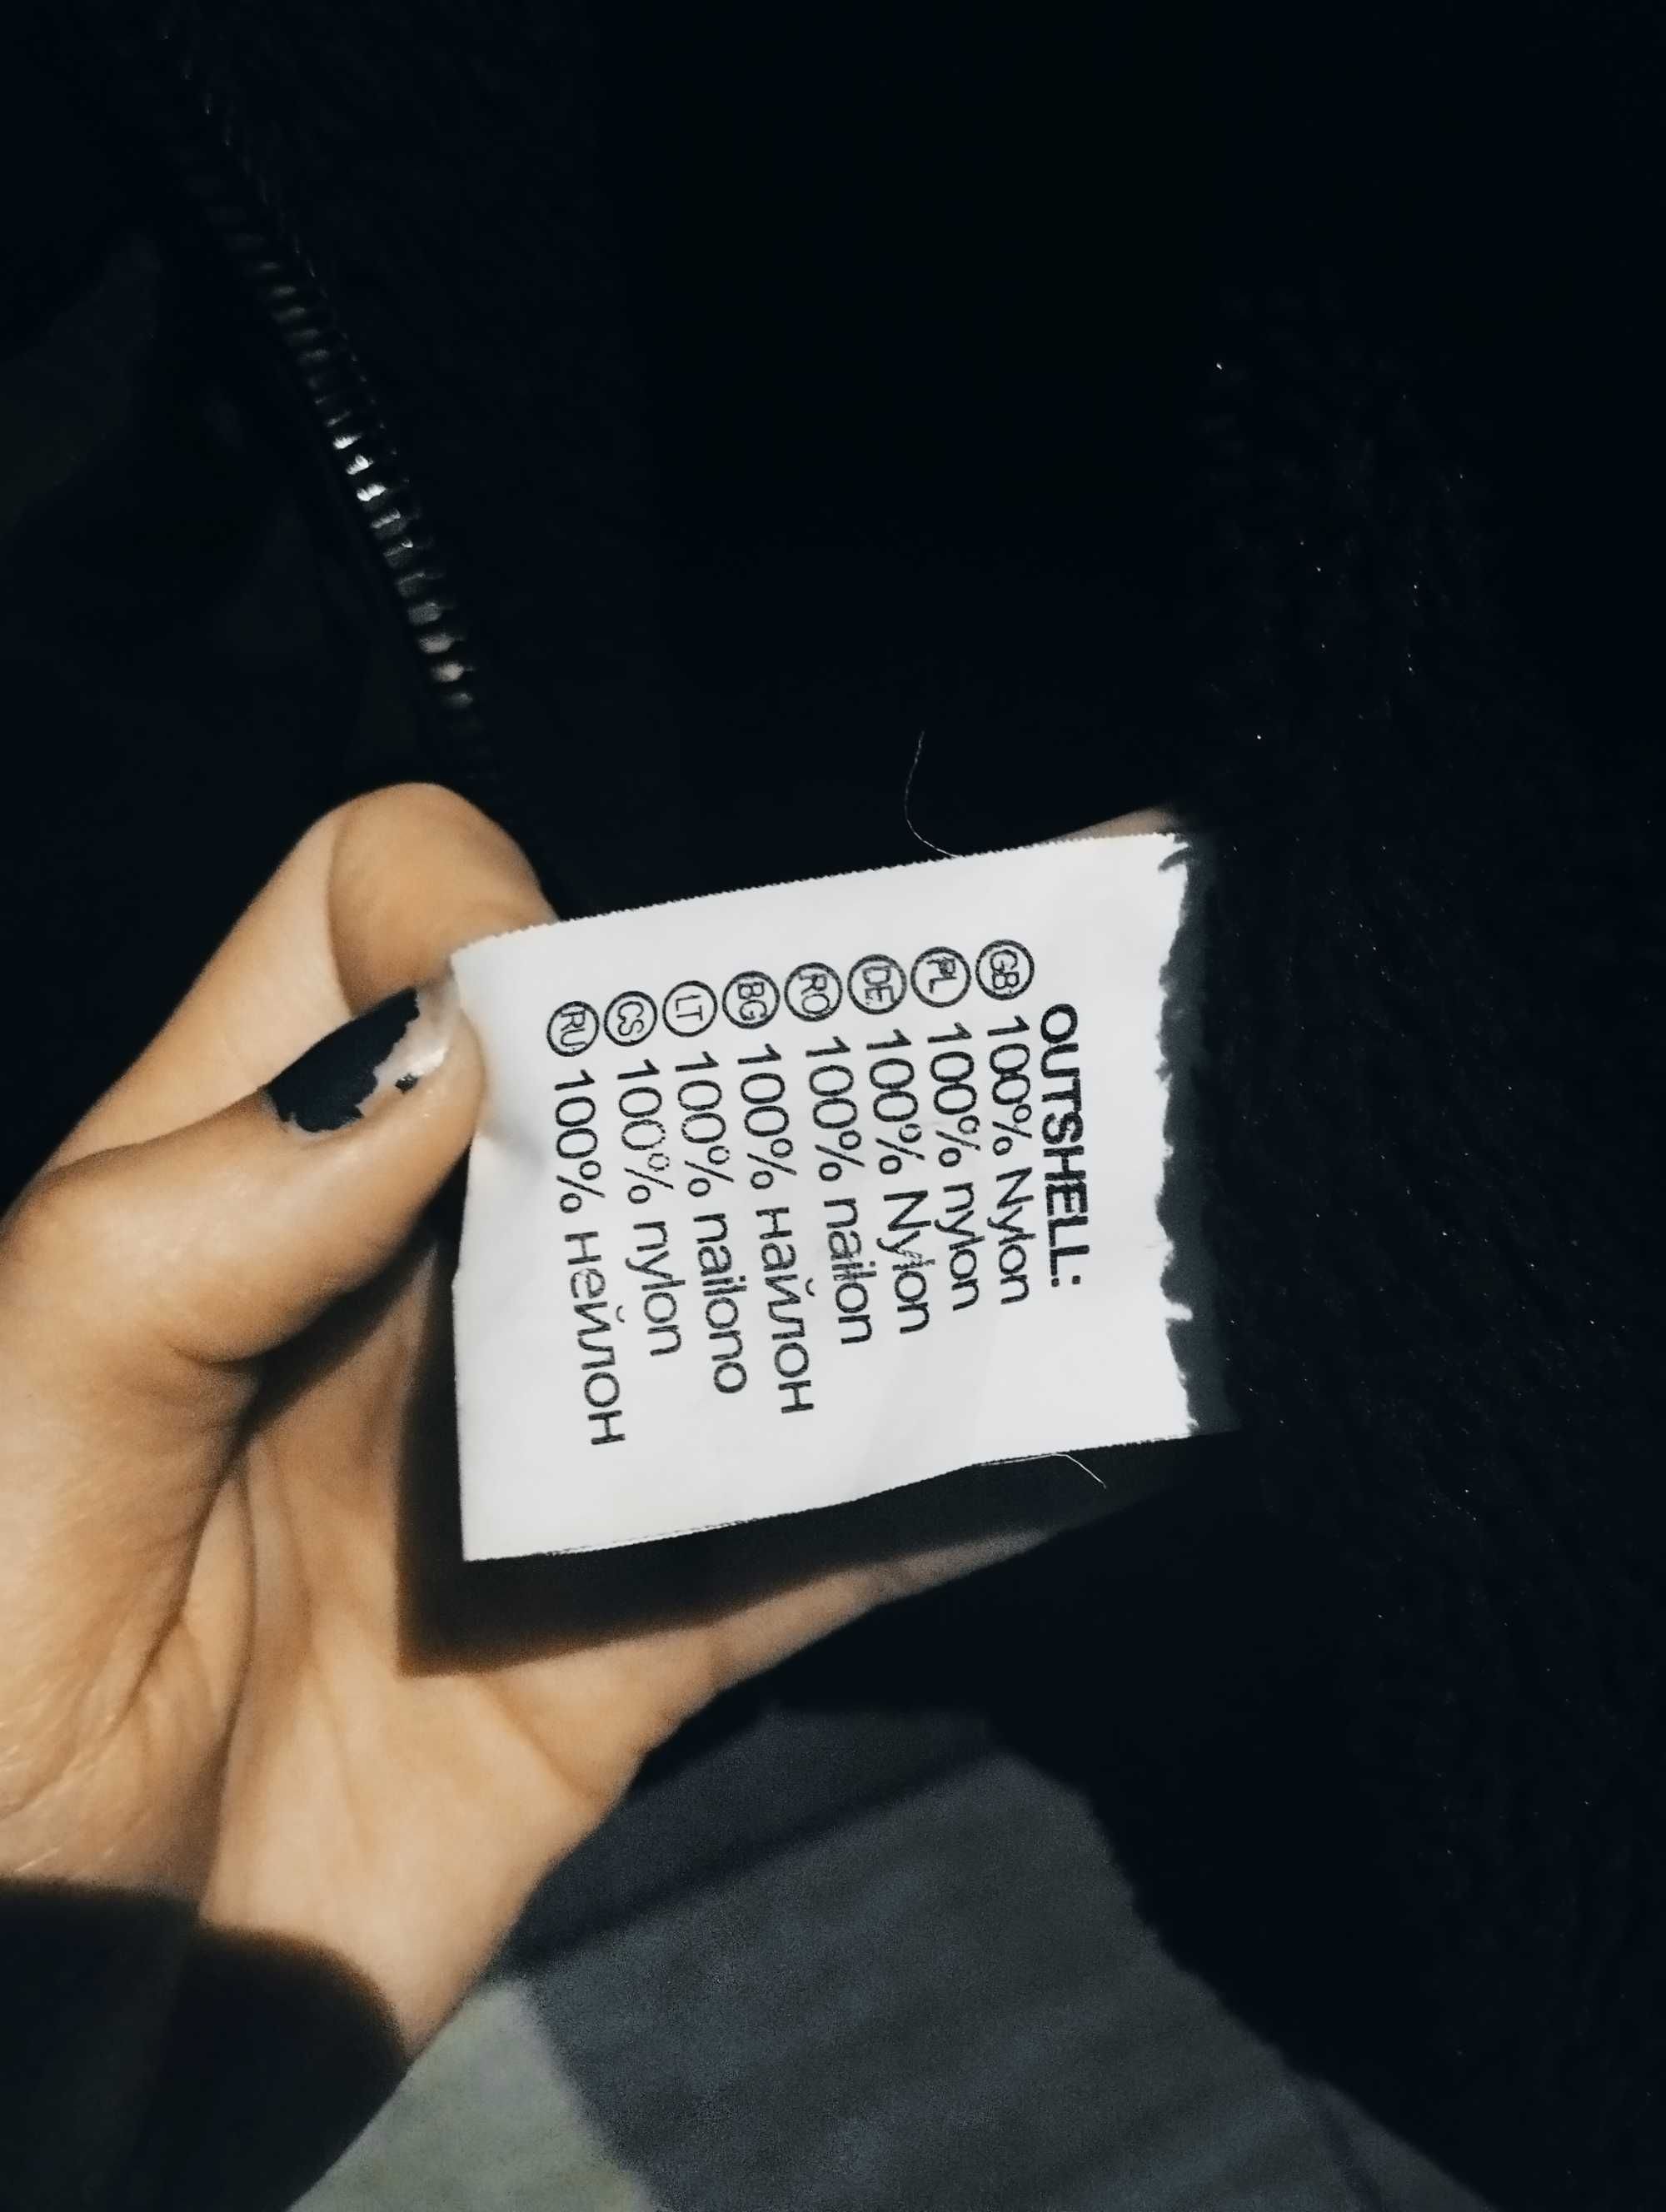 OUTSHELL:
GB 100% Nylon
PL 100% nylon
DE 100% Nylon
RO 100% nailon
BG 100% найлон
LT 100% nailono
CS 100% nylon
RU 100% нейлон